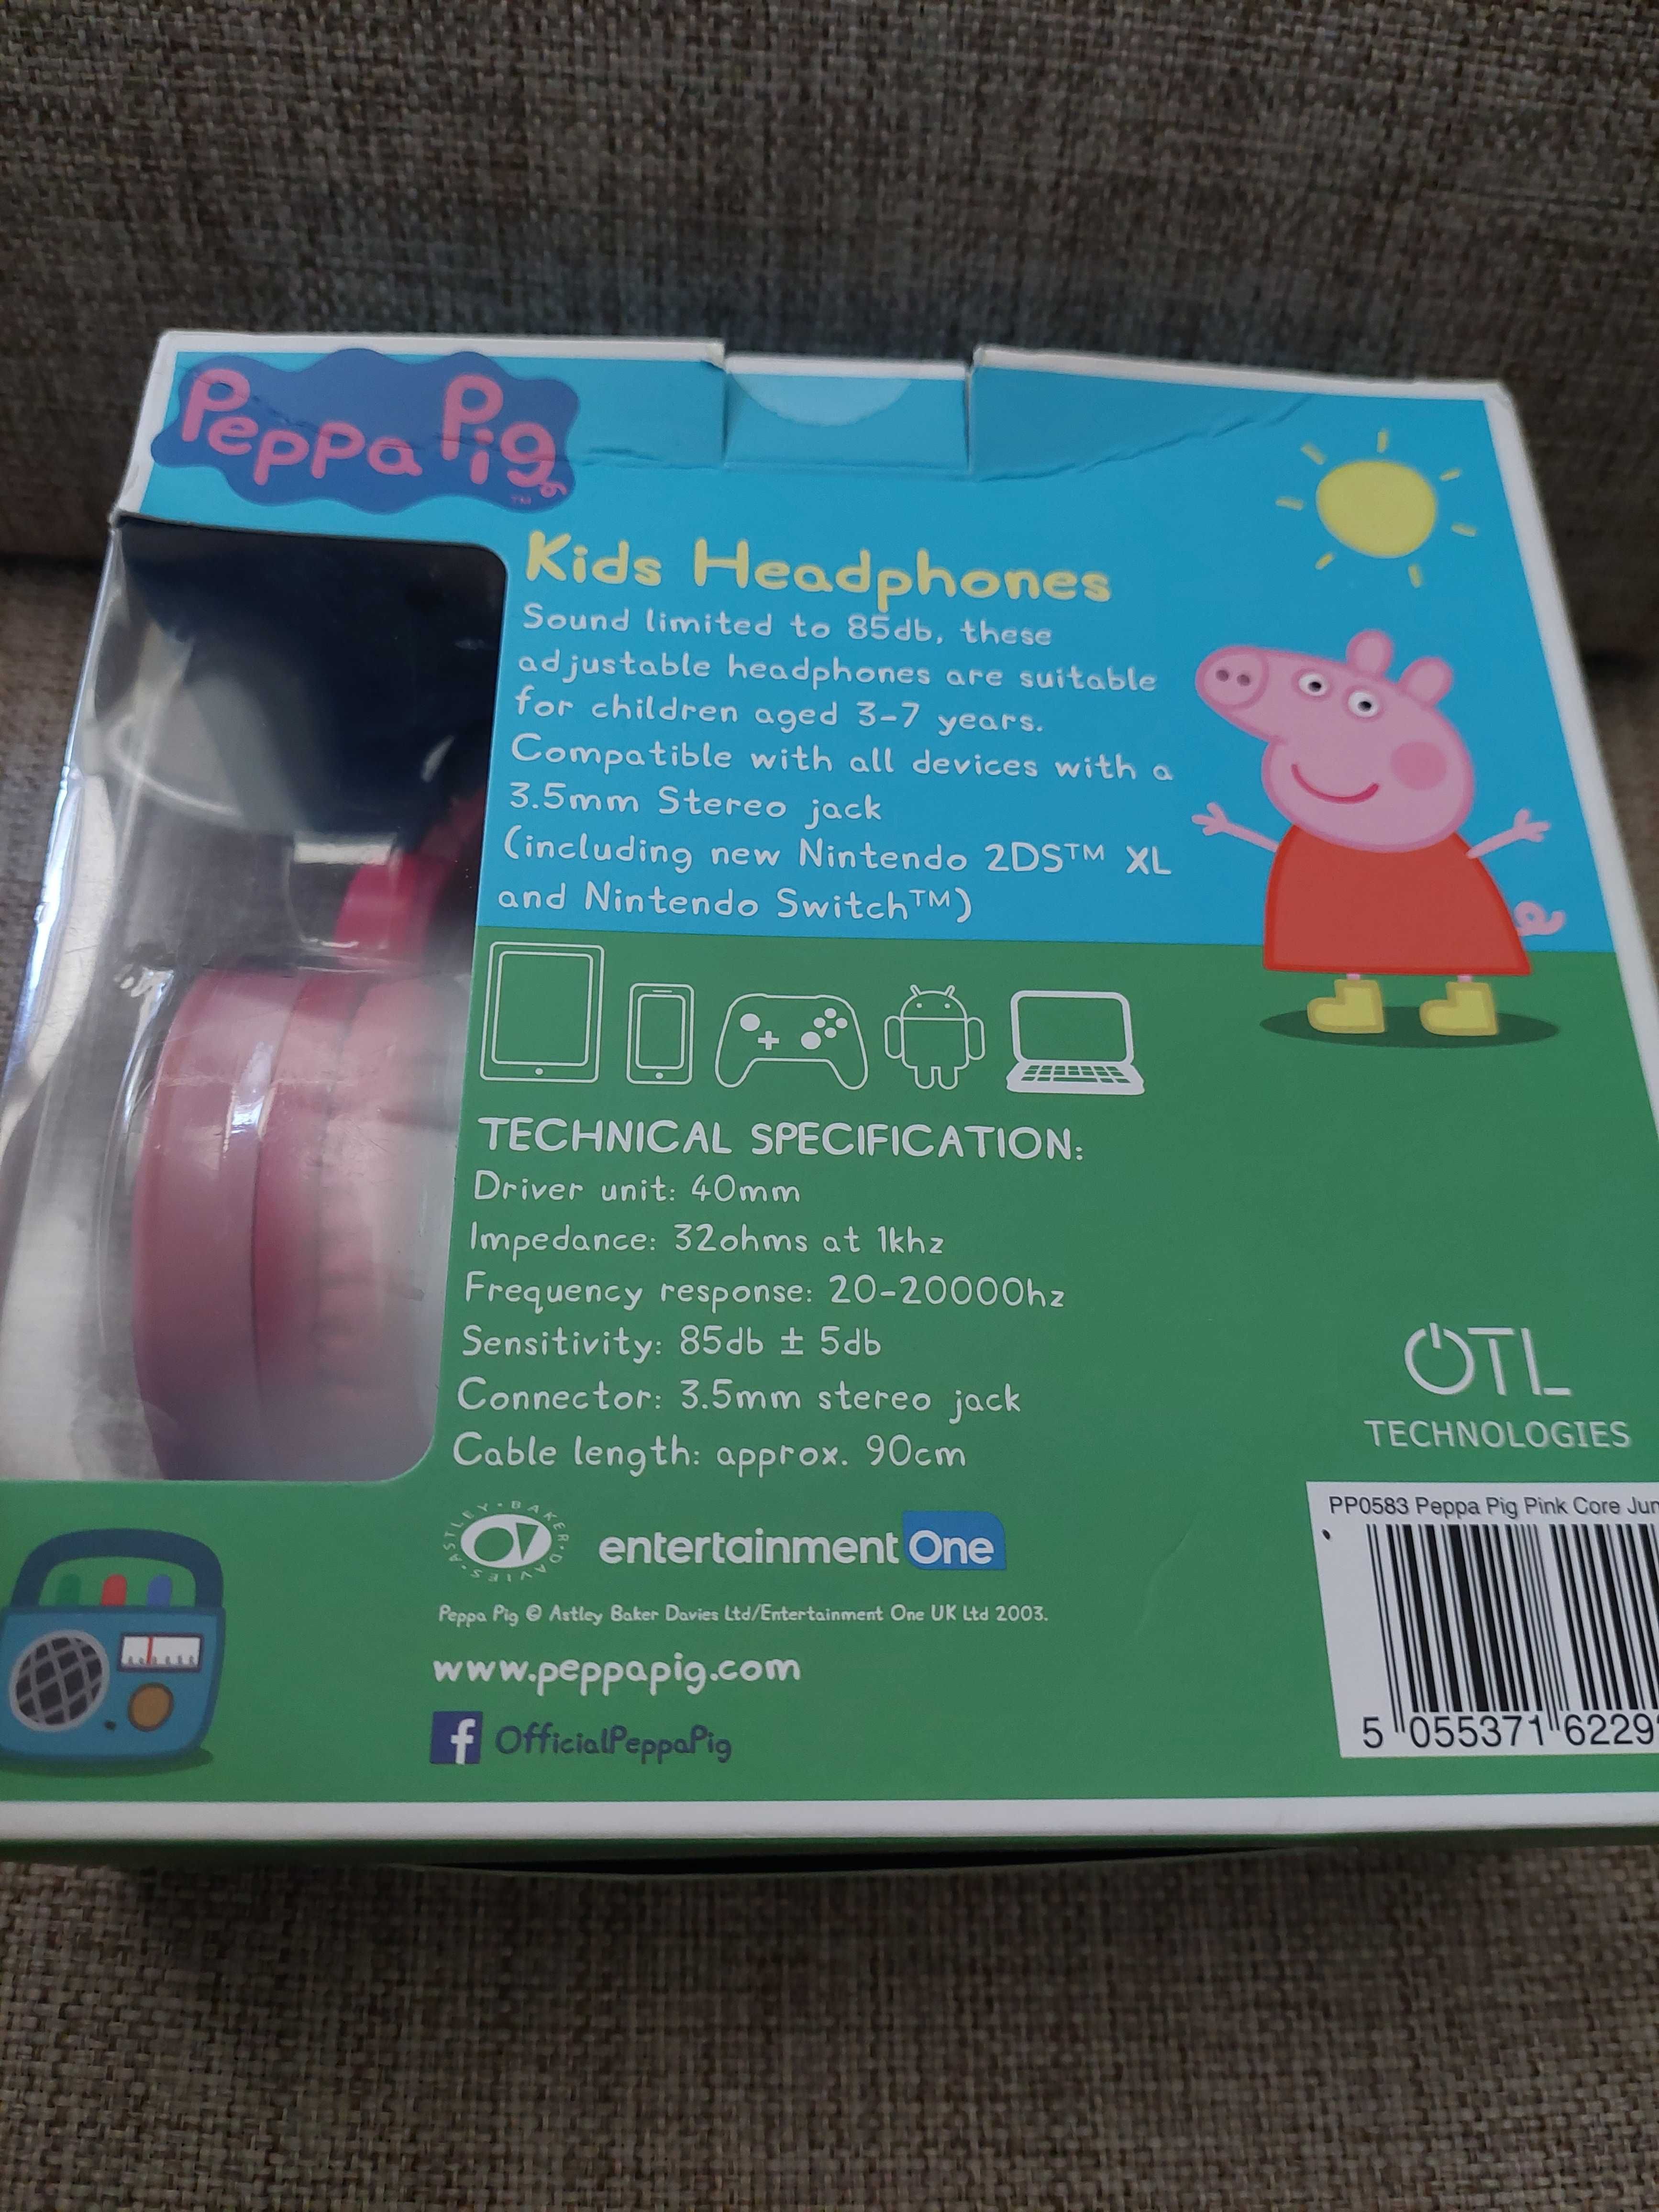 Peppa Pig
Kids Headphones
Sound limited to 85db, these
adjustable headphones are suitable
for children aged 3-7 years.
Compatible with all devices with a
3.5mm Stereo jack
(including new Nintendo 2DS™ XL
and Nintendo Switch™)
TECHNICAL SPECIFICATION:
Driver unit: 40mm
Impedance: 32ohms at 1khz
Frequency response: 20-20000hz
Sensitivity: 85db ± 5db
Connector: 3.5mm stereo jack
Cable length: approx. 90cm
OTL
TECHNOLOGIES
PP0583 Peppa Pig Pink Core
5 055371 6229
ASTLEY • BAKER • DAVIES
entertainment One
Peppa Pig © Astley Baker Davies Ltd/Entertainment One UK Ltd 2003.
www.peppapig.com
f OfficialPeppaPig